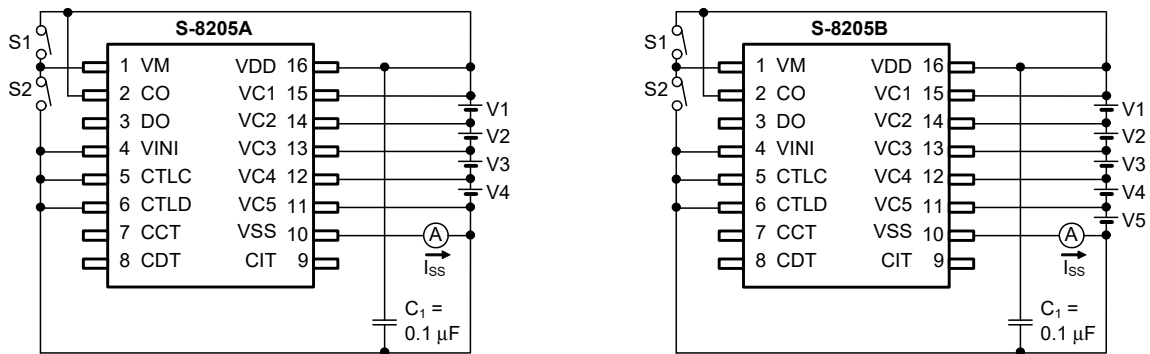 S-8205A
S1
S2
1 VM
2 CO
3 DO
4 VINI
5 CTLC
6 CTLD
7 CCT
8 CDT
VDD 16
VC1 15
VC2 14
VC3 13
VC4 12
VC5 11
VSS 10
CIT 9
V1
V2
V3
V4
A
ISS
C1 =
0.1 μF
S-8205B
S1
S2
1 VM
2 CO
3 DO
4 VINI
5 CTLC
6 CTLD
7 CCT
8 CDT
VDD 16
VC1 15
VC2 14
VC3 13
VC4 12
VC5 11
VSS 10
CIT 9
V1
V2
V3
V4
V5
A
ISS
C1 =
0.1 μF